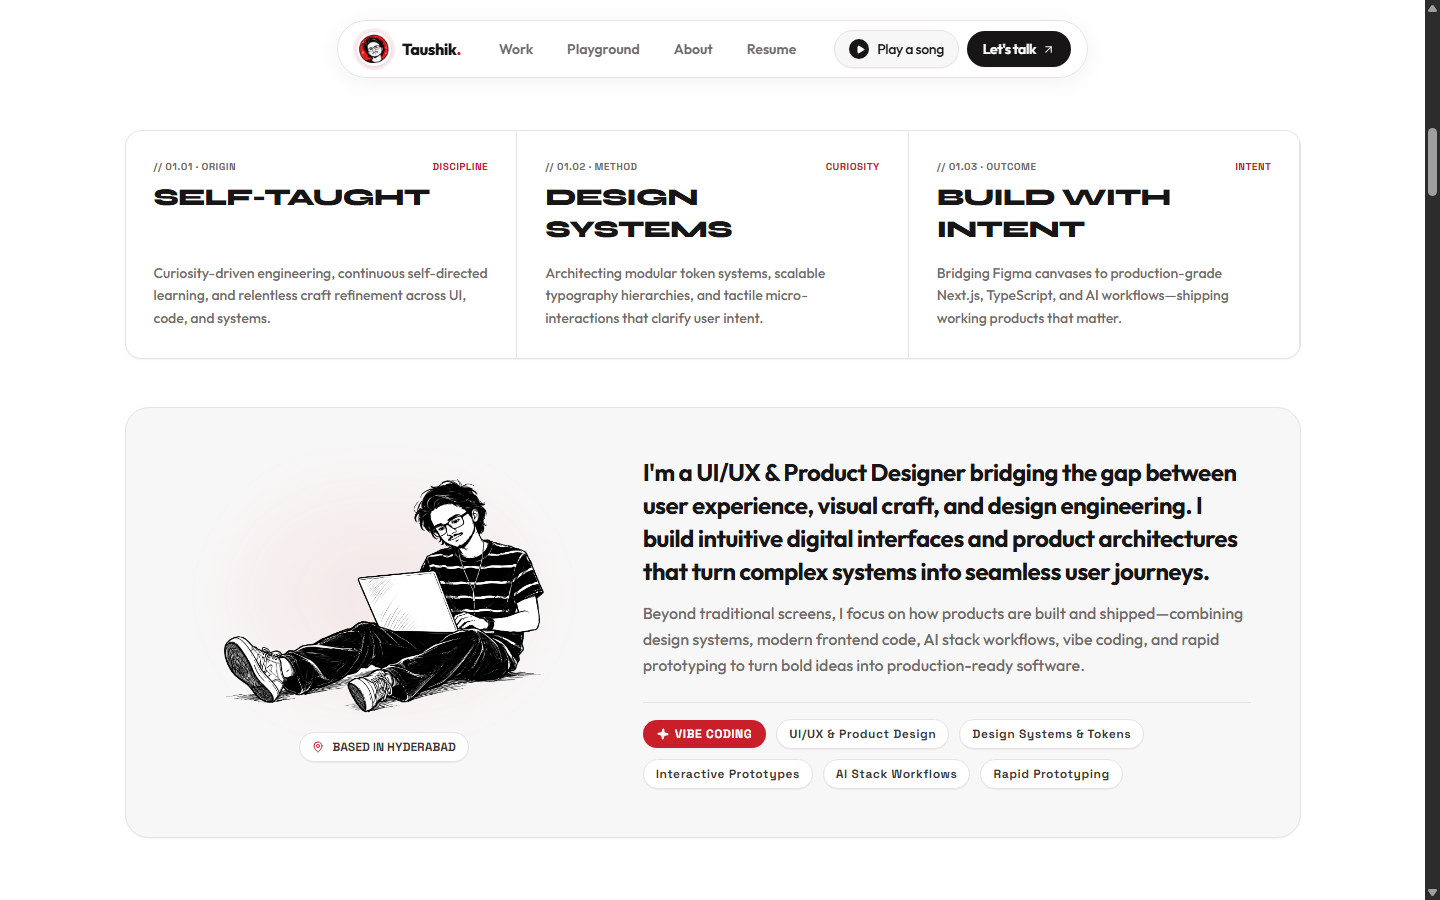 Taushik.
Work
Playground
About
Resume
Play a song
Let's talk
// 01.01 · ORIGIN
DISCIPLINE
SELF-TAUGHT
Curiosity-driven engineering, continuous self-directed
learning, and relentless craft refinement across UI,
code, and systems.
// 01.02 · METHOD
CURIOSITY
DESIGN
SYSTEMS
Architecting modular token systems, scalable
typography hierarchies, and tactile micro-
interactions that clarify user intent.
// 01.03 · OUTCOME
INTENT
BUILD WITH
INTENT
Bridging Figma canvases to production-grade
Next.js, TypeScript, and AI workflows—shipping
working products that matter.
BASED IN HYDERABAD
I'm a UI/UX & Product Designer bridging the gap between
user experience, visual craft, and design engineering. I
build intuitive digital interfaces and product architectures
that turn complex systems into seamless user journeys.
Beyond traditional screens, I focus on how products are built and shipped—combining
design systems, modern frontend code, AI stack workflows, vibe coding, and rapid
prototyping to turn bold ideas into production-ready software.
VIBE CODING
UI/UX & Product Design
Design Systems & Tokens
Interactive Prototypes
AI Stack Workflows
Rapid Prototyping